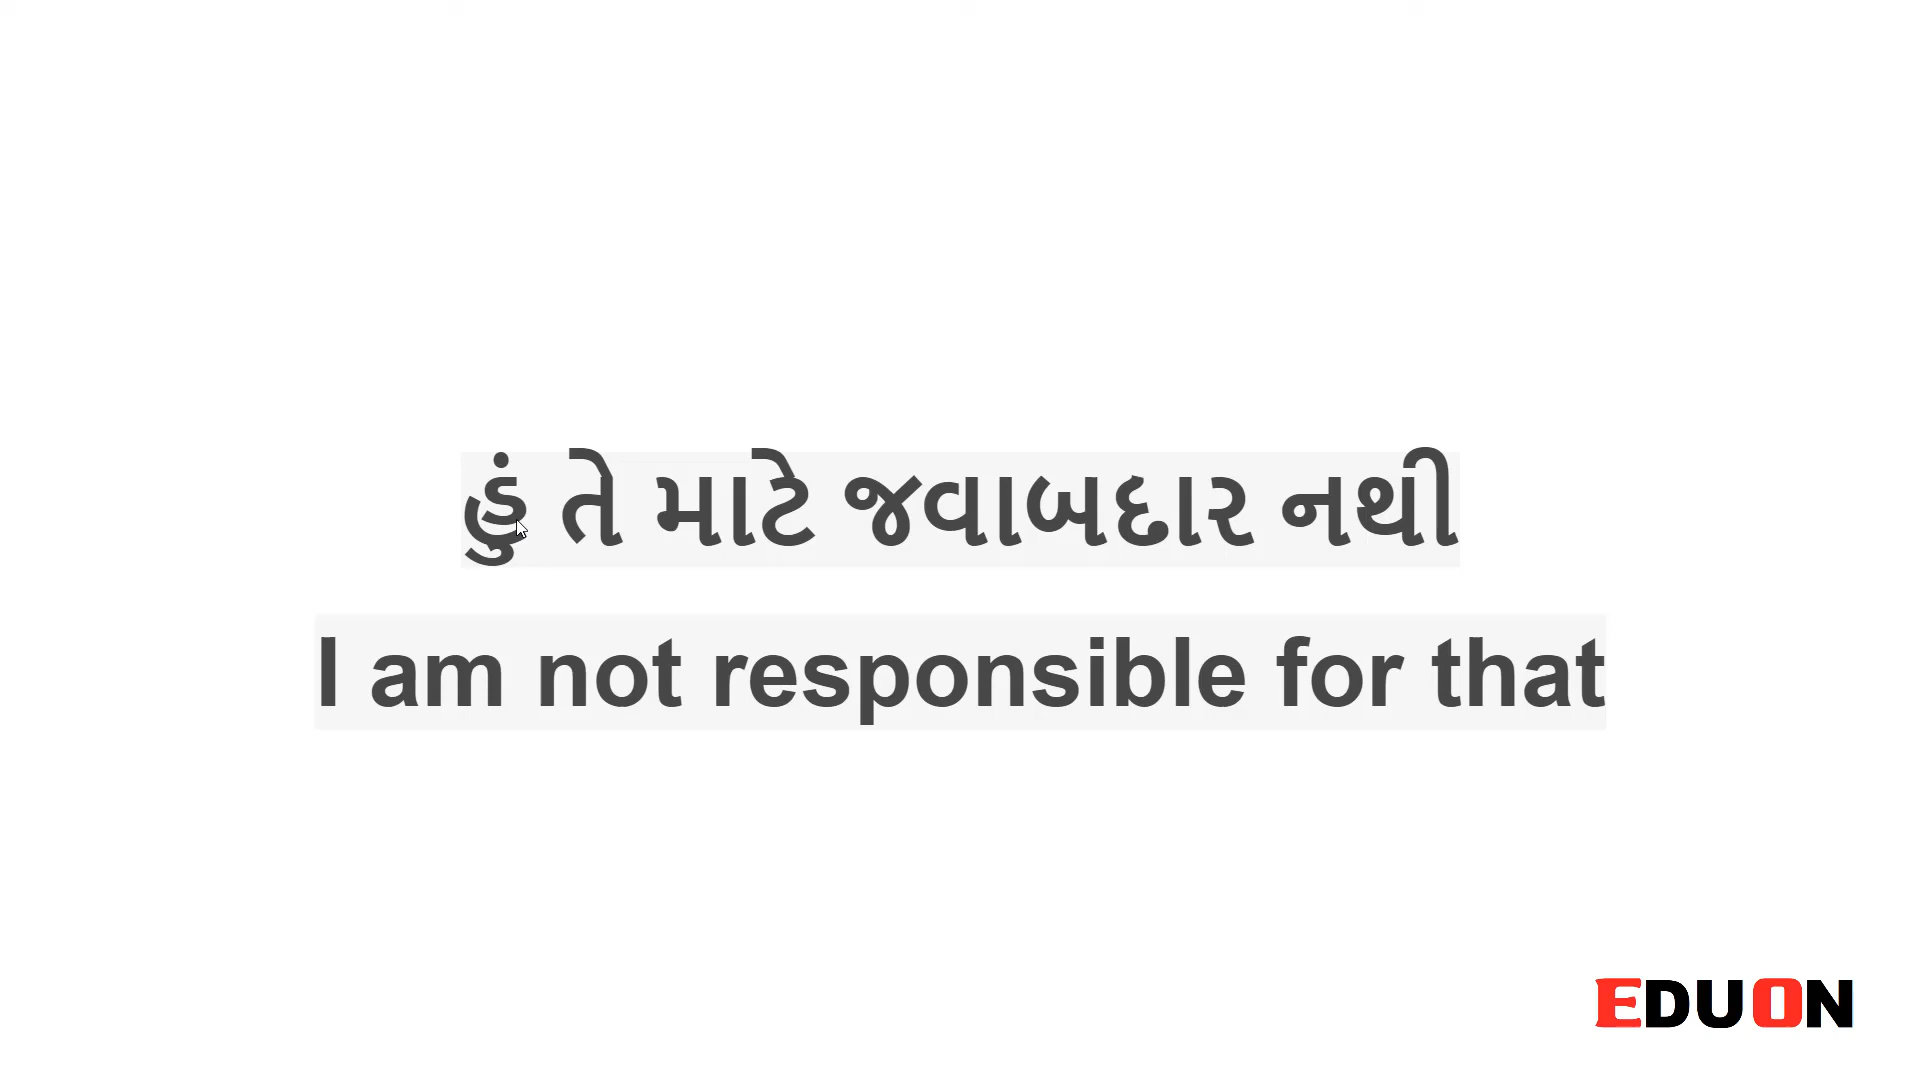 હું તે માટે જવાબદાર નથી
I am not responsible for that
EDUON